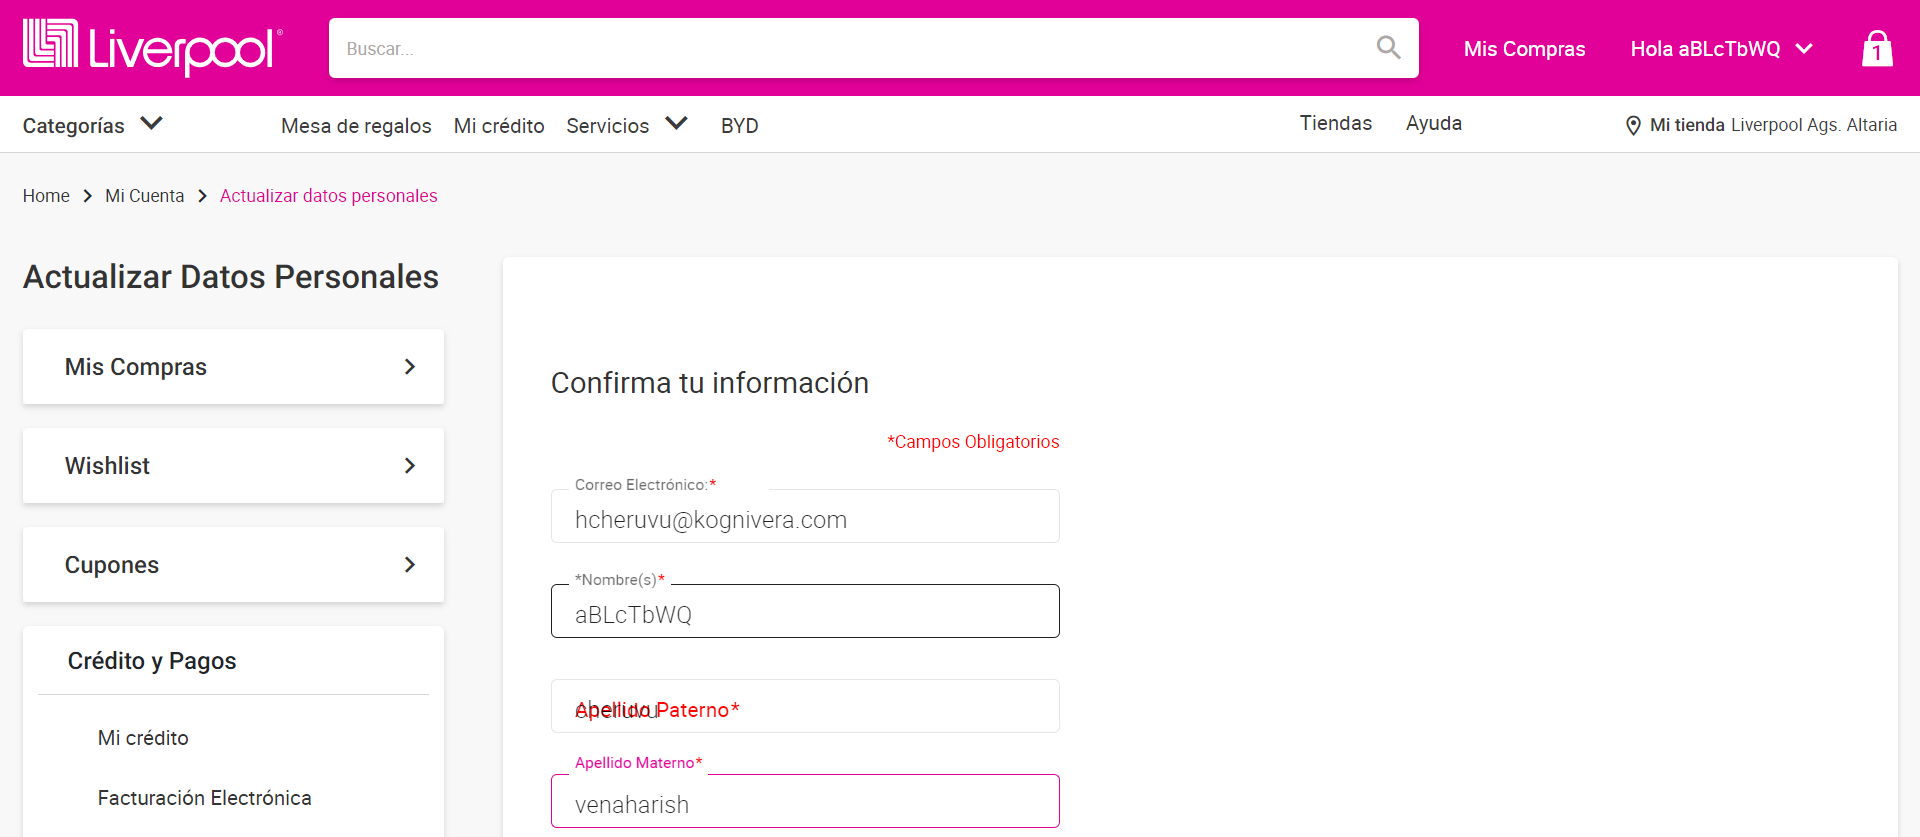 Liverpool®
Buscar...
Mis Compras
Hola aBLcTbWQ
1
Categorías
Mesa de regalos
Mi crédito
Servicios
BYD
Tiendas
Ayuda
Mi tienda Liverpool Ags. Altaria
Home > Mi Cuenta > Actualizar datos personales
Actualizar Datos Personales
Mis Compras
Wishlist
Cupones
Crédito y Pagos
Mi crédito
Facturación Electrónica
Confirma tu información
*Campos Obligatorios
Correo Electrónico:*
hcheruvu@kognivera.com
*Nombre(s)*
aBLcTbWQ
Apellido Paterno*
cheruvu
Apellido Materno*
venaharish